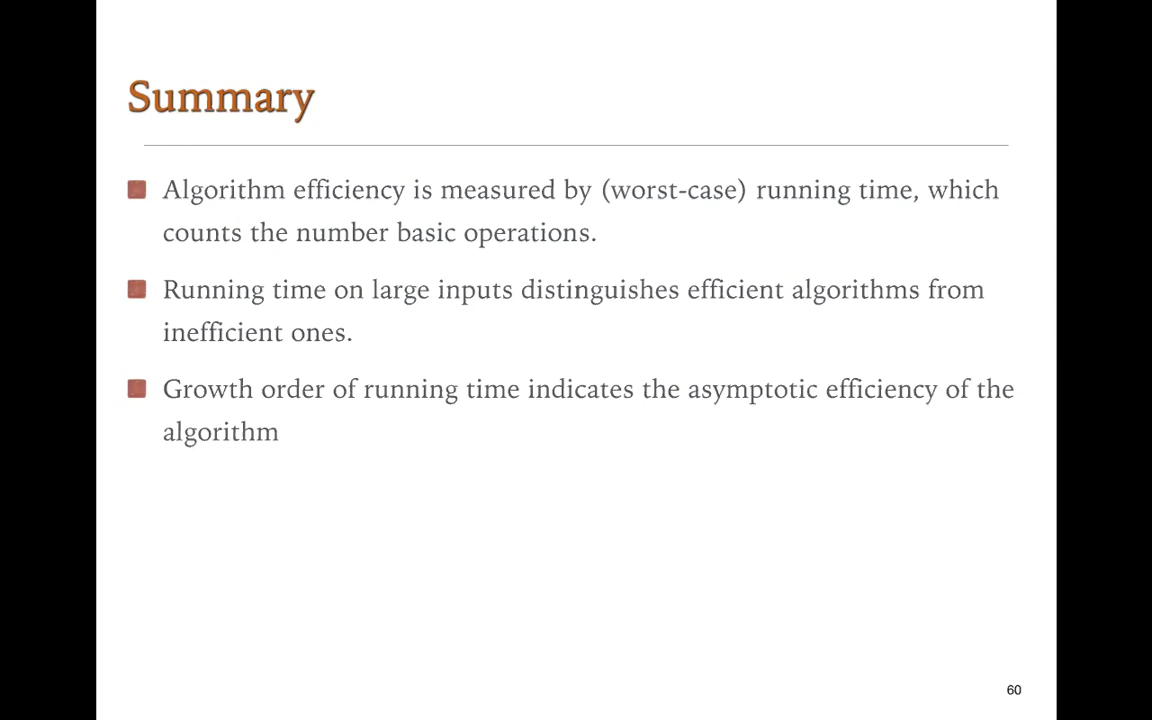 Summary
Algorithm efficiency is measured by (worst-case) running time, which
counts the number basic operations.
Running time on large inputs distinguishes efficient algorithms from
inefficient ones.
Growth order of running time indicates the asymptotic efficiency of the
algorithm
60